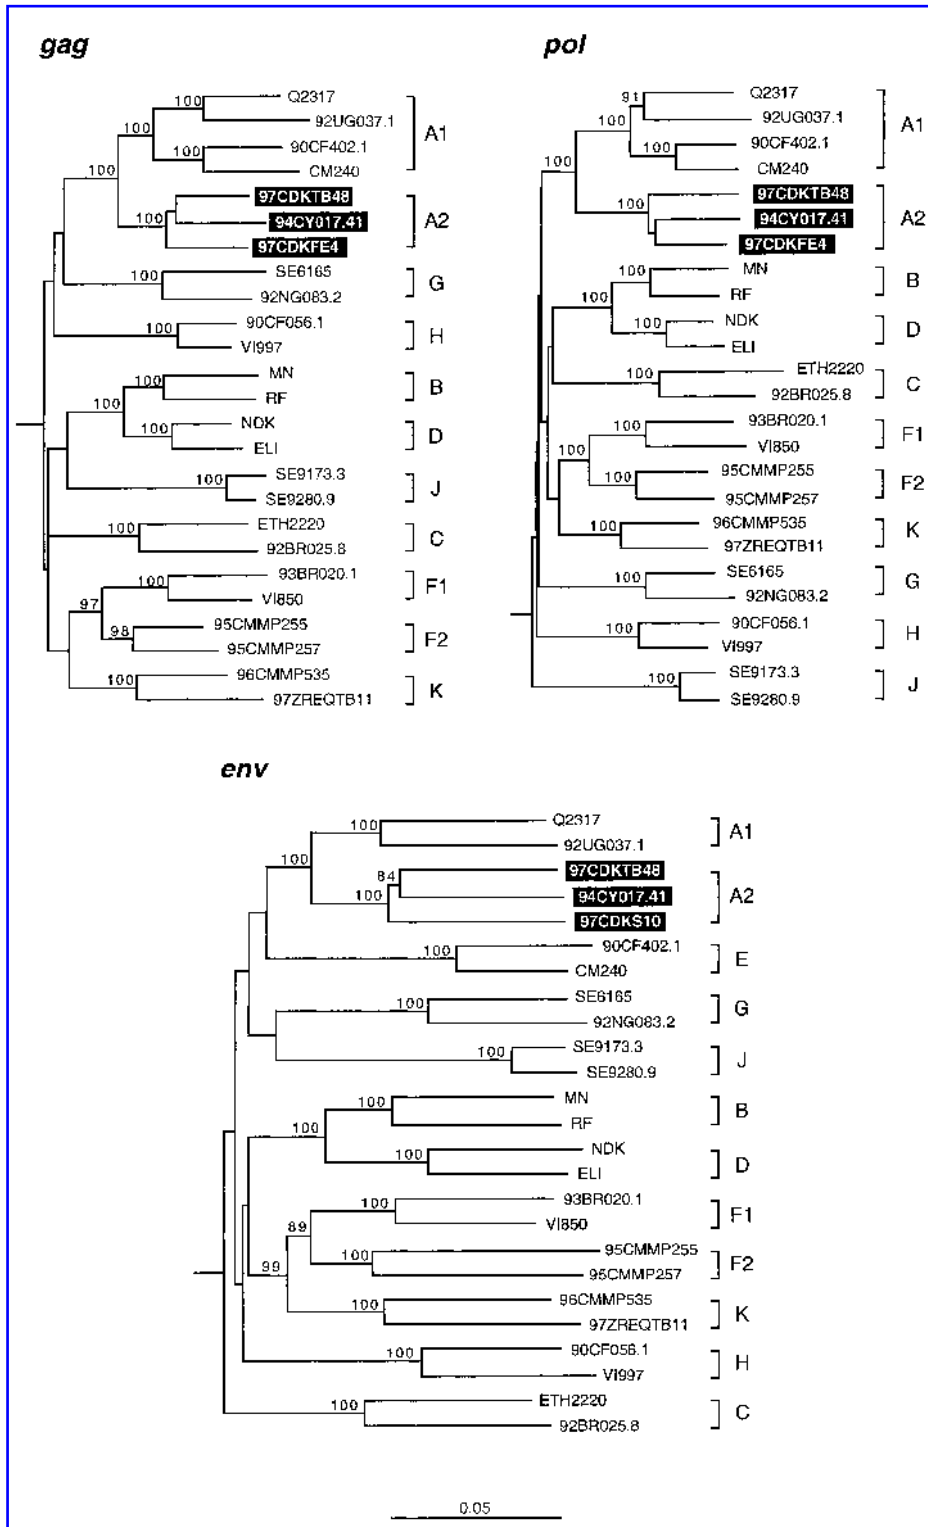 gag
100
Q2317
92UG037.1
100
100
90CF402.1
CM240
A1
100
100
97CDKTB48
94CY017.41
97CDKFE4
A2
100
SE6165
92NG083.2
G
100
90CF056.1
VI997
H
100
MN
RF
B
100
100
NDK
ELI
D
100
SE9173.3
SE9280.9
J
100
ETH2220
92BR025.8
C
100
93BR020.1
VI850
F1
97
98
95CMMP255
95CMMP257
F2
100
96CMMP535
97ZREQTB11
K
pol
91
Q2317
92UG037.1
100
100
90CF402.1
CM240
A1
100
100
97CDKTB48
94CY017.41
97CDKFE4
A2
100
MN
RF
B
100
100
NDK
ELI
D
100
ETH2220
92BR025.8
C
100
93BR020.1
VI850
F1
100
100
95CMMP255
95CMMP257
F2
100
96CMMP535
97ZREQTB11
K
100
SE6165
92NG083.2
G
100
90CF056.1
VI997
H
100
SE9173.3
SE9280.9
J
env
100
Q2317
92UG037.1
A1
100
84
100
97CDKTB48
94CY017.41
97CDKS10
A2
100
90CF402.1
CM240
E
100
SE6165
92NG083.2
G
100
SE9173.3
SE9280.9
J
100
MN
RF
B
100
100
NDK
ELI
D
100
93BR020.1
VI850
F1
89
100
95CMMP255
95CMMP257
F2
99
100
96CMMP535
97ZREQTB11
K
100
90CF056.1
VI997
H
100
ETH2220
92BR025.8
C
0.05